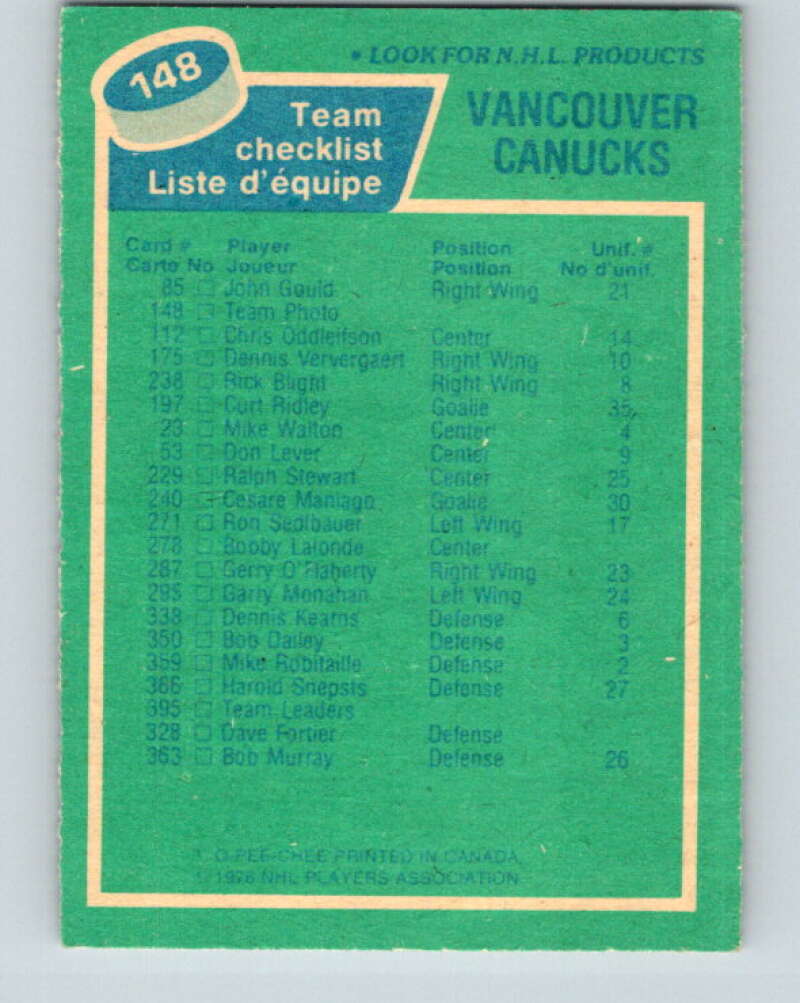 148
• LOOK FOR N.H.L. PRODUCTS
Team checklist
Liste d'équipe
VANCOUVER
CANUCKS
Card # Player Position Unif. #
Carte No Joueur Position No d'unif.
85 □ John Gould Right Wing 21
148 □ Team Photo
112 □ Chris Oddleifson Center 14
175 □ Dennis Ververgaert Right Wing 10
238 □ Rick Blight Right Wing 8
197 □ Curt Ridley Goalie 35
23 □ Mike Walton Center 4
53 □ Don Lever Center 9
229 □ Ralph Stewart Center 25
240 □ Cesare Maniago Goalie 30
271 □ Ron Sedlbauer Left Wing 17
278 □ Bobby Lalonde Center
287 □ Gerry O'Flaherty Right Wing 23
295 □ Garry Monahan Left Wing 24
338 □ Dennis Kearns Defense 6
350 □ Bob Dailey Defense 3
359 □ Mike Robitaille Defense 2
366 □ Harold Snepsts Defense 27
395 □ Team Leaders
328 □ Dave Fortier Defense
363 □ Bob Murray Defense 26
O-PEE-CHEE PRINTED IN CANADA
© 1976 NHL PLAYERS ASSOCIATION